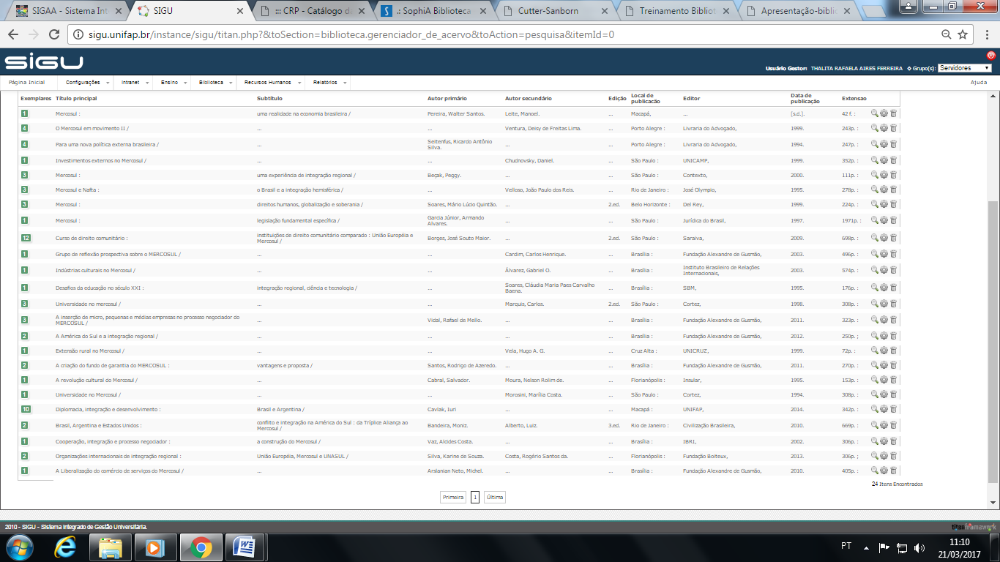 SIGAA - Sistema Int
SIGU
::: CRP - Catálogo da
.: SophiA Biblioteca
Cutter-Sanborn
Treinamento Bibliot
Apresentação-biblio
sigu.unifap.br/instance/sigu/titan.php?&toSection=biblioteca.gerenciador_de_acervo&toAction=pesquisa&itemId=0
SIGU
Usuário Gestor: THALITA RAFAELA AIRES FERREIRA Grupo(s): Servidores
Página Inicial Configurações Intranet Ensino Biblioteca Recursos Humanos Relatórios Ajuda
Exemplares Título principal Subtítulo Autor primário Autor secundário Edição Local de publicacão Editor Data de publicação Extensao
1 Mercosul : uma realidade na economia brasileira / Pereira, Walter Santos. Leite, Manoel. ... Macapá, ... [s.d.]. 42 f. :
4 O Mercosul em movimento II / ... ... Ventura, Deisy de Freitas Lima. ... Porto Alegre : Livraria do Advogado, 1999. 243p. :
4 Para uma nova política externa brasileira / ... Seitenfus, Ricardo Antônio Silva. ... ... Porto Alegre : Livraria do Advogado, 1994. 247p. :
1 Investimentos externos no Mercosul / ... ... Chudnovsky, Daniel. ... São Paulo : UNICAMP, 1999. 352p. :
3 Mercosul : uma experiência de integração regional / Beçak, Peggy. ... ... São Paulo : Contexto, 2000. 111p. :
3 Mercosul e Nafta : o Brasil e a integração hemisférica / ... Velloso, João Paulo dos Reis. ... Rio de Janeiro : José Olympio, 1995. 278p. :
3 Mercosul : direitos humanos, globalização e soberania / Soares, Mário Lúcio Quintão. ... 2.ed. Belo Horizonte : Del Rey, 1999. 224p. :
1 Mercosul : legislação fundamental específica / Garcia Júnior, Armando Alvares. ... ... São Paulo : Jurídica do Brasil, 1997. 1971p. :
12 Curso de direito comunitário : instituições de direito comunitário comparado : União Européia e Mercosul / Borges, José Souto Maior. ... 2.ed. São Paulo : Saraiva, 2009. 698p. :
1 Grupo de reflexão prospectiva sobre o MERCOSUL / ... ... Cardim, Carlos Henrique. ... Brasília : Fundação Alexandre de Gusmão, 2003. 496p. :
1 Indústrias culturais no Mercosul / ... ... Álvarez, Gabriel O. ... Brasília : Instituto Brasileiro de Relações Internacionais, 2003. 574p. :
1 Desafios da educação no século XXI : integração regional, ciência e tecnologia / ... Soares, Cláudia Maria Paes Carvalho Baena. ... Brasília : SBM, 1995. 176p. :
3 Universidade no mercosul / ... ... Marquis, Carlos. 2.ed. São Paulo : Cortez, 1998. 308p. :
3 A inserção de micro, pequenas e médias empresas no processo negociador do MERCOSUL / ... Vidal, Rafael de Mello. ... ... Brasília : Fundação Alexandre de Gusmão, 2011. 323p. :
2 A América do Sul e a integração regional / ... ... ... ... Brasília : Fundação Alexandre de Gusmão, 2012. 250p. ;
1 Extensão rural no Mercosul / ... ... Vela, Hugo A. G. ... Cruz Alta : UNICRUZ, 1999. 72p. :
2 A criação do fundo de garantia do MERCOSUL : vantagens e proposta / Santos, Rodrigo de Azeredo. ... ... Brasília : Fundação Alexandre de Gusmão, 2011. 270p. :
1 A revolução cultural do Mercosul / ... Cabral, Salvador. Moura, Nelson Rolim de. ... Florianópolis : Insular, 1995. 153p. :
1 Universidade no Mercosul / ... ... Morosini, Marília Costa. ... São Paulo : Cortez, 1994. 308p. :
10 Diplomacia, integração e desenvolvimento : Brasil e Argentina / Cavlak, Iuri ... ... Macapá : UNIFAP, 2014. 342p. :
2 Brasil, Argentina e Estados Unidos : conflito e integração na América do Sul : da Tríplice Aliança ao Mercosul / Bandeira, Moniz. Alberto, Luiz. 3.ed. Rio de Janeiro : Civilização Brasileira, 2010. 669p. :
1 Cooperação, integração e processo negociador : a construção do Mercosul / Vaz, Alcides Costa. ... ... Brasília : IBRI, 2002. 306p. :
2 Organizações internacionais de integração regional : União Européia, Mercosul e UNASUL / Silva, Karine de Souza. Costa, Rogério Santos da. ... Florianópolis : Fundação Boiteux, 2013. 306p. ;
1 A Liberalização do comércio de serviços do Mercosul / ... Arslanian Neto, Michel. ... ... Brasília : Fundação Alexandre de Gusmão, 2010. 405p. :
24 Itens Encontrados
Primeira 1 Última
2010 - SIGU - Sistema Integrado de Gestão Universitária.
titanframework
PT
11:10
21/03/2017